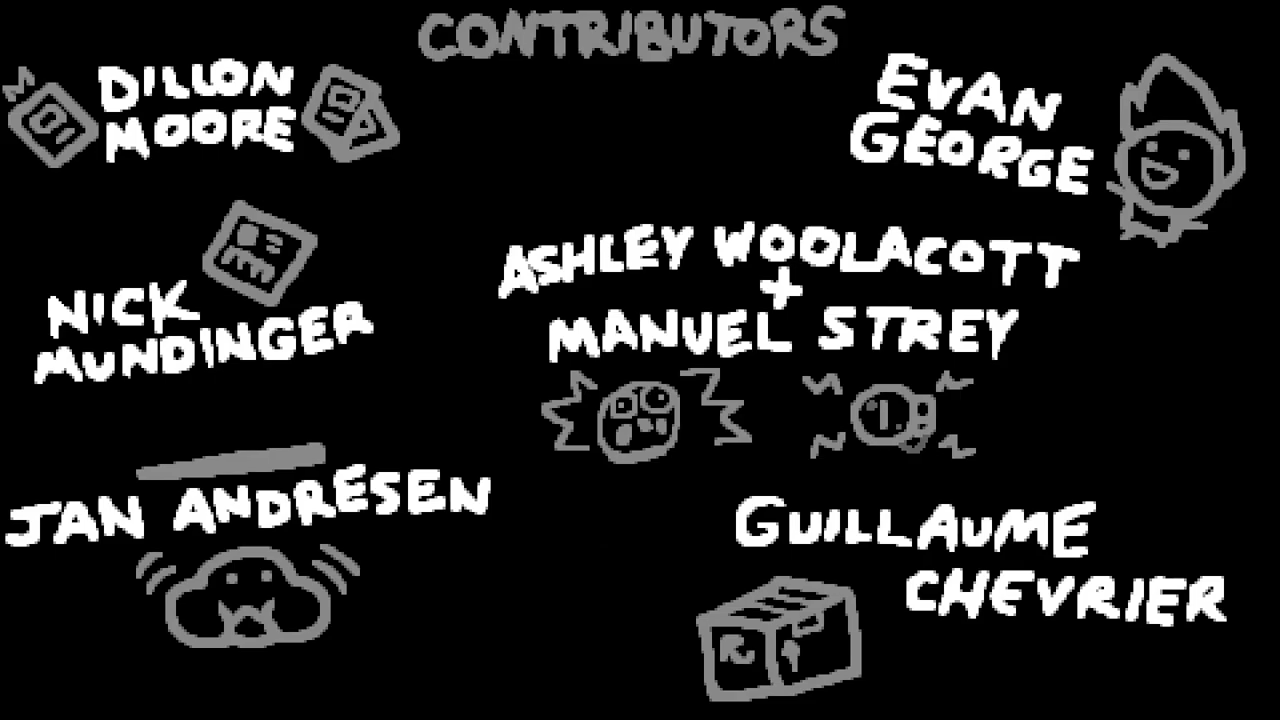 CONTRIBUTORS
DILLON
MOORE
EVAN
GEORGE
NICK
MUNDINGER
ASHLEY WOOLACOTT
+
MANUEL STREY
JAN ANDRESEN
GUILLAUME
CHEVRIER